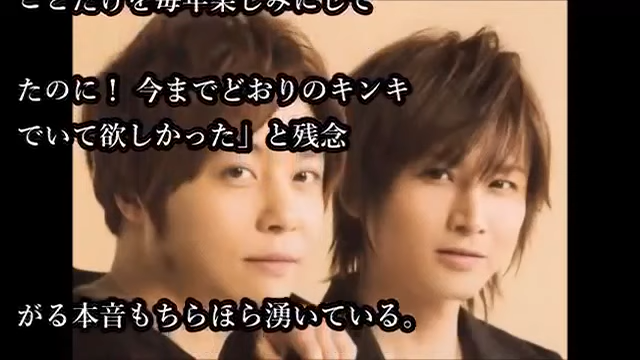 ことだけを毎年楽しみにして
たのに！ 今までどおりのキンキ
でいて欲しかった」と残念
がる本音もちらほら湧いている。